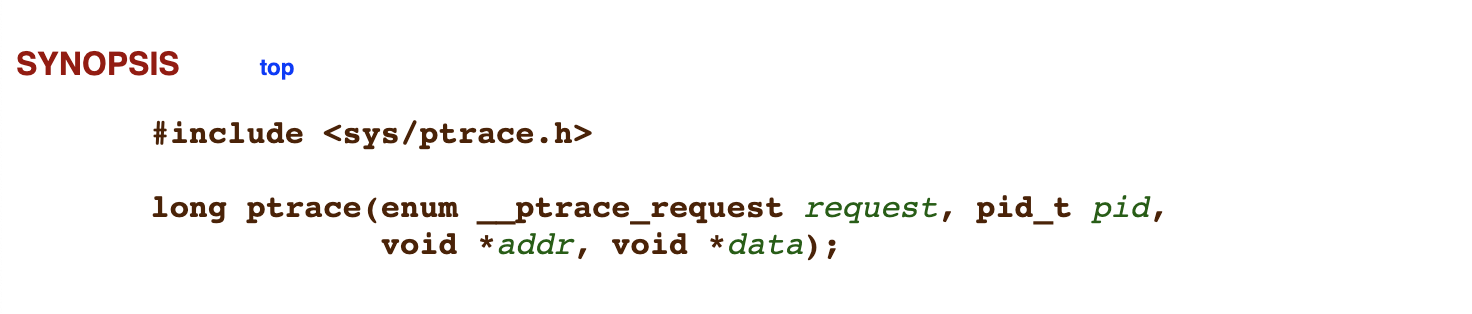 SYNOPSIS top
#include <sys/ptrace.h>
long ptrace(enum __ptrace_request request, pid_t pid,
void *addr, void *data);